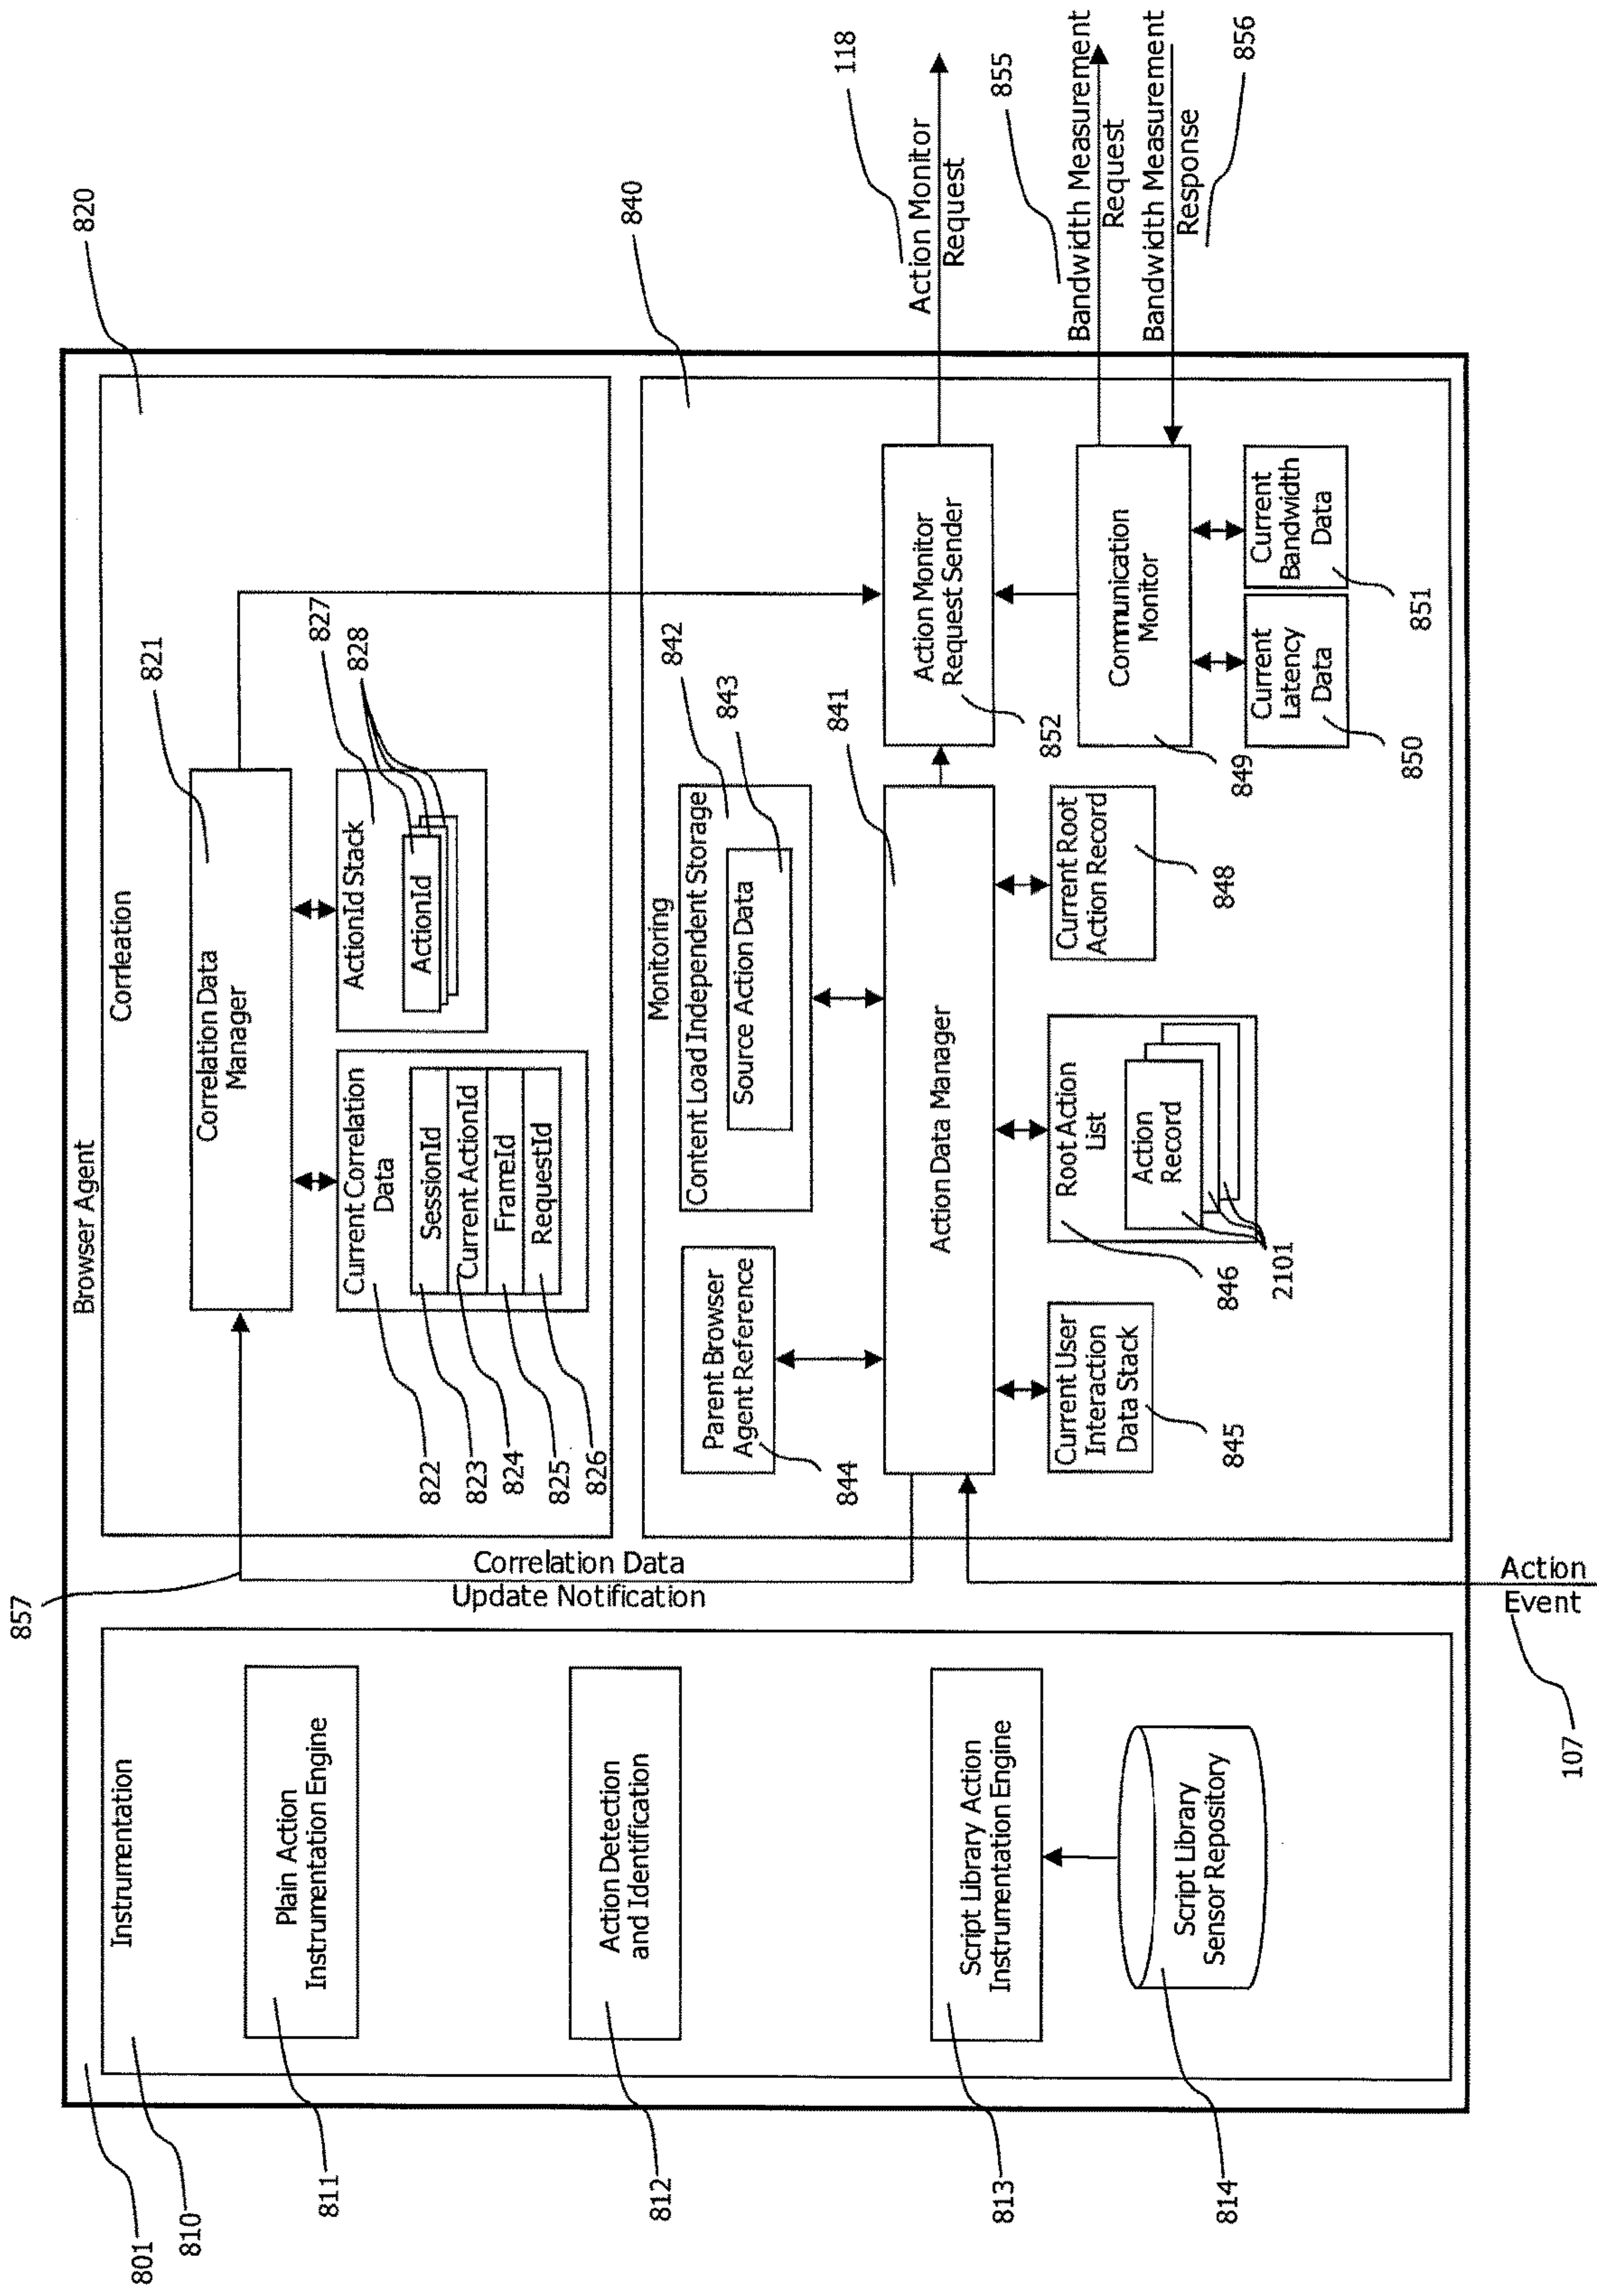 Browser Agent
801
Instrumentation
810
Plain Action
Instrumentation Engine
811
Action Detection
and Identification
812
Script Library Action
Instrumentation Engine
813
Script Library
Sensor Repository
814
857
Correlation Data
Update Notification
Action
Event
107
Correleation
820
Correlation Data
Manager
821
Current Correlation
Data
SessionId
Current ActionId
FrameId
RequestId
822
823
824
825
826
ActionId Stack
ActionId
827
828
Monitoring
840
Parent Browser
Agent Reference
844
Content Load Independent Storage
Source Action Data
842
843
Action Data Manager
841
Current User
Interaction
Data Stack
845
Root Action
List
Action
Record
846
2101
Current Root
Action Record
848
Action Monitor
Request Sender
852
Communication
Monitor
849
Current
Latency
Data
850
Current
Bandwidth
Data
851
118
Action Monitor
Request
855
Bandwidth Measurement
Request
Bandwidth Measurement
Response
856